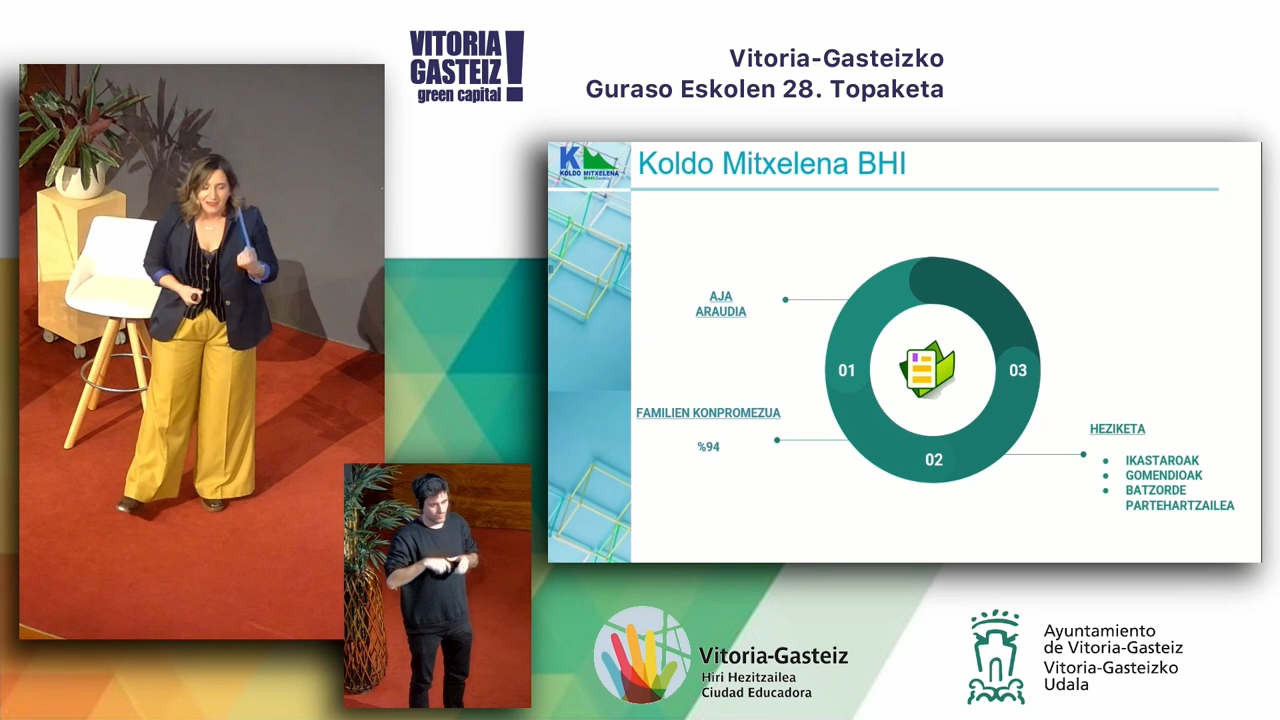 VITORIA
GASTEIZ
!
green capital
Vitoria-Gasteizko
Guraso Eskolen 28. Topaketa
K
KOLDO MITXELENA
Koldo Mitxelena BHI
AJA
ARAUDIA
01
03
02
FAMILIEN KONPROMEZUA
%94
HEZIKETA
● IKASTAROAK
● GOMENDIOAK
● BATZORDE
PARTEHARTZAILEA
Vitoria-Gasteiz
Hiri Hezitzailea
Ciudad Educadora
Ayuntamiento
de Vitoria-Gasteiz
Vitoria-Gasteizko
Udala